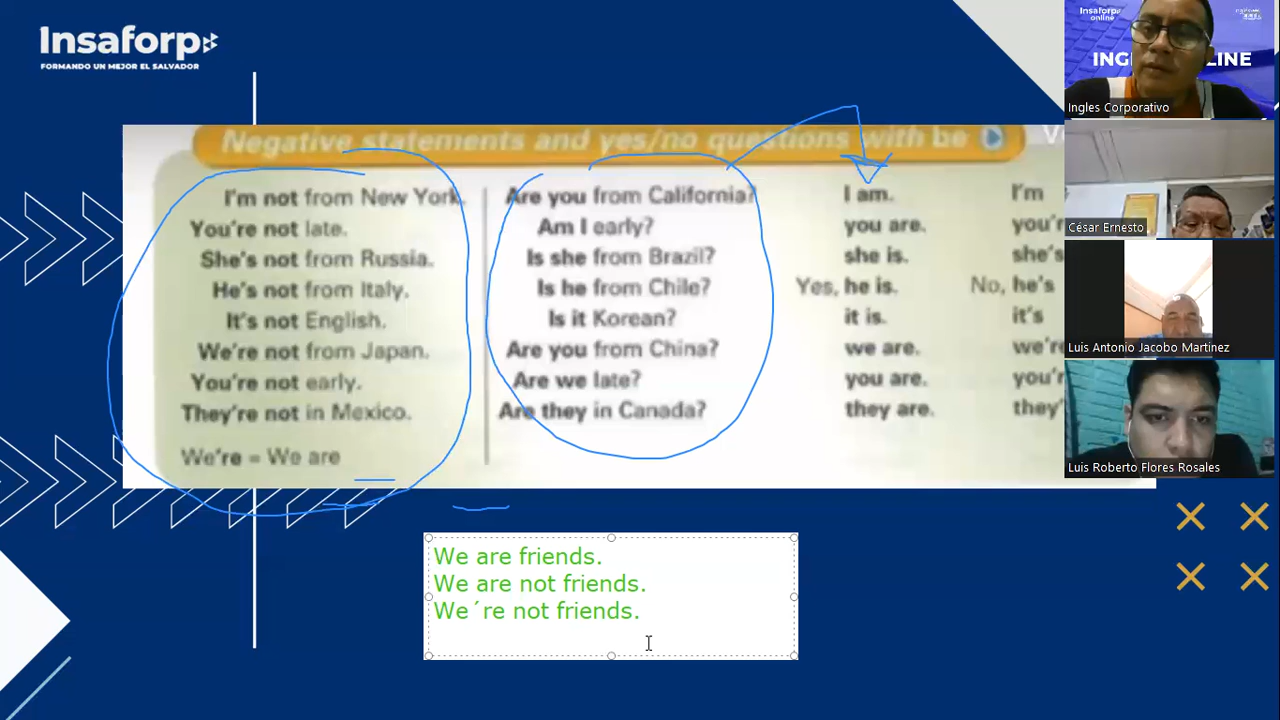 Insaforp
FORMANDO UN MEJOR EL SALVADOR
Negative statements and yes/no questions with be
I'm not from New York.
You're not late.
She's not from Russia.
He's not from Italy.
It's not English.
We're not from Japan.
You're not early.
They're not in Mexico.
We're = We are
Are you from California?
Am I early?
Is she from Brazil?
Is he from Chile?
Is it Korean?
Are you from China?
Are we late?
Are they in Canada?
I am.
you are.
she is.
Yes, he is.
it is.
we are.
you are.
they are.
I'm
she's
No, he's
it's
We are friends.
We are not friends.
We´re not friends.
Insaforp
online
Ingles Corporativo
César Ernesto
Luis Antonio Jacobo Martinez
Luis Roberto Flores Rosales